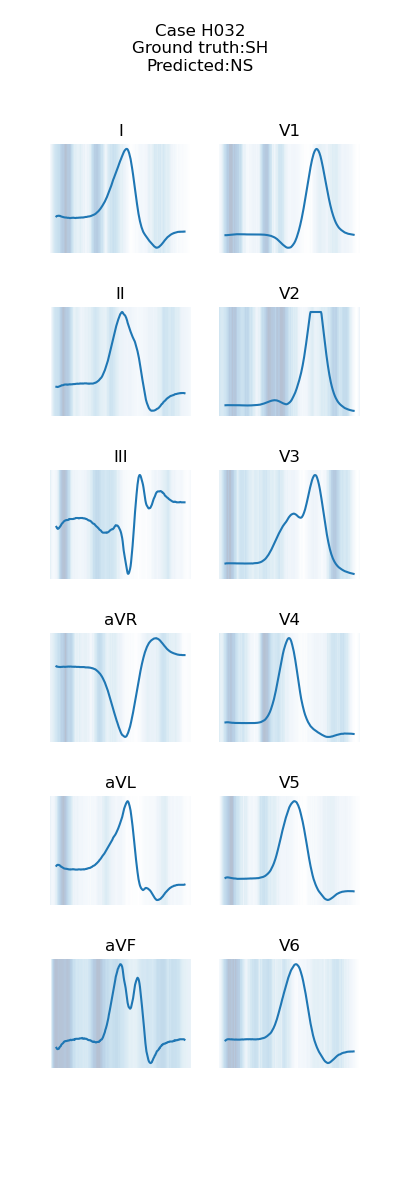 Case H032
Ground truth:SH
Predicted:NS
I
V1
II
V2
III
V3
aVR
V4
aVL
V5
aVF
V6